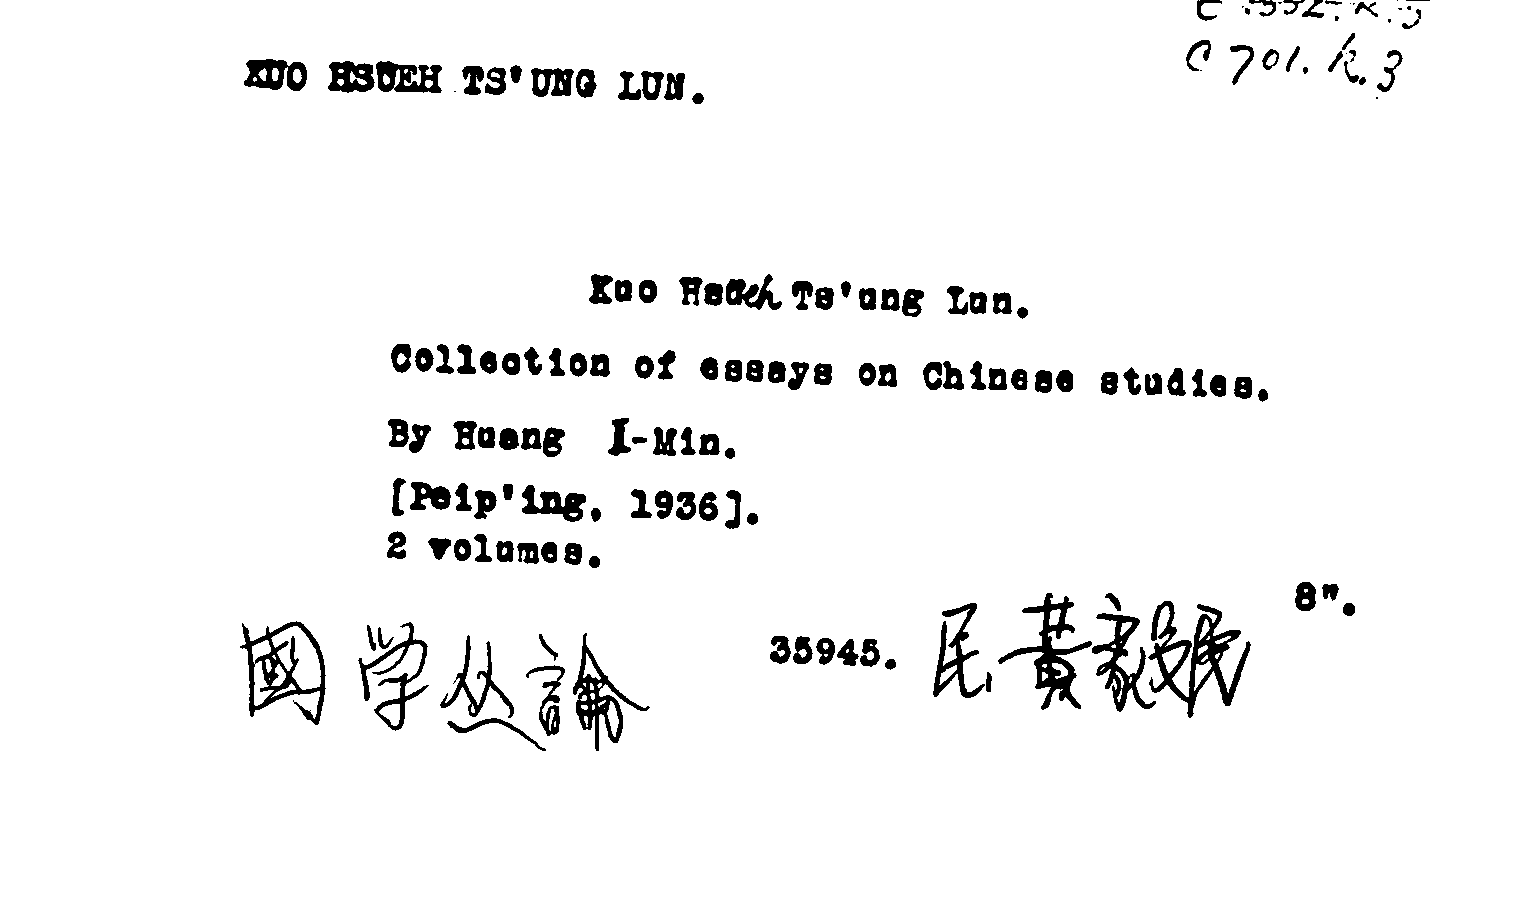 C 701.K.3
KUO HSÜEH TS'UNG LUN.
Kuo Hsüeh Ts'ung Lun.
Collection of essays on Chinese studies.
By Huang I-Min.
[Peip'ing, 1936].
2 volumes.
8".
國学丛論 35945. 民 黃毅民